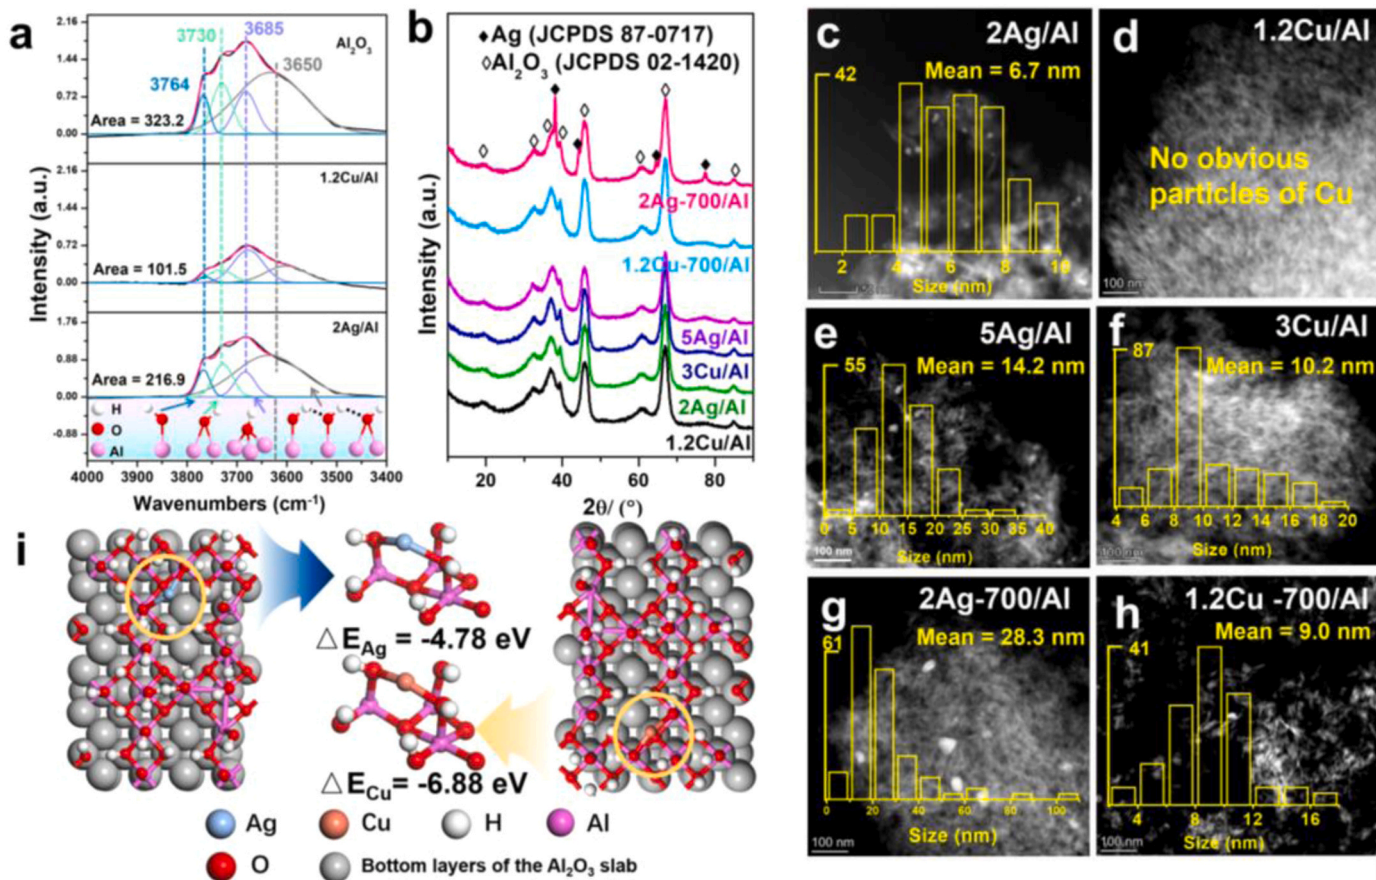 a
Intensity (a.u.)
2.16
1.44
0.72
0.00
2.16
1.44
0.72
0.00
1.76
0.88
0.00
-0.88
3685
3730
Al₂O₃
3650
3764
Area = 323.2
1.2Cu/Al
Area = 101.5
2Ag/Al
Area = 216.9
H
O
Al
4000 3900 3800 3700 3600 3500 3400
Wavenumbers (cm⁻¹)
b
Intensity (a.u.)
♦Ag (JCPDS 87-0717)
◊Al₂O₃ (JCPDS 02-1420)
2Ag-700/Al
1.2Cu-700/Al
5Ag/Al
3Cu/Al
2Ag/Al
1.2Cu/Al
20 40 60 80
2θ/ (°)
c
2Ag/Al
42
Mean = 6.7 nm
2 4 6 8 10
Size (nm)
d
1.2Cu/Al
No obvious
particles of Cu
100 nm
e
5Ag/Al
55
Mean = 14.2 nm
0 5 10 15 20 25 30 35 40
100 nm
Size (nm)
f
3Cu/Al
87
Mean = 10.2 nm
4 6 8 10 12 14 16 18 20
100 nm
Size (nm)
g
2Ag-700/Al
61
Mean = 28.3 nm
0 20 40 60 80 100
Size (nm)
100 nm
h
1.2Cu -700/Al
Mean = 9.0 nm
41
4 8 12 16
Size (nm)
100 nm
i
△E_Ag = -4.78 eV
△E_Cu= -6.88 eV
Ag
Cu
H
Al
O
Bottom layers of the Al₂O₃ slab